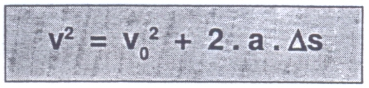 v² = v₀² + 2 . a . Δs